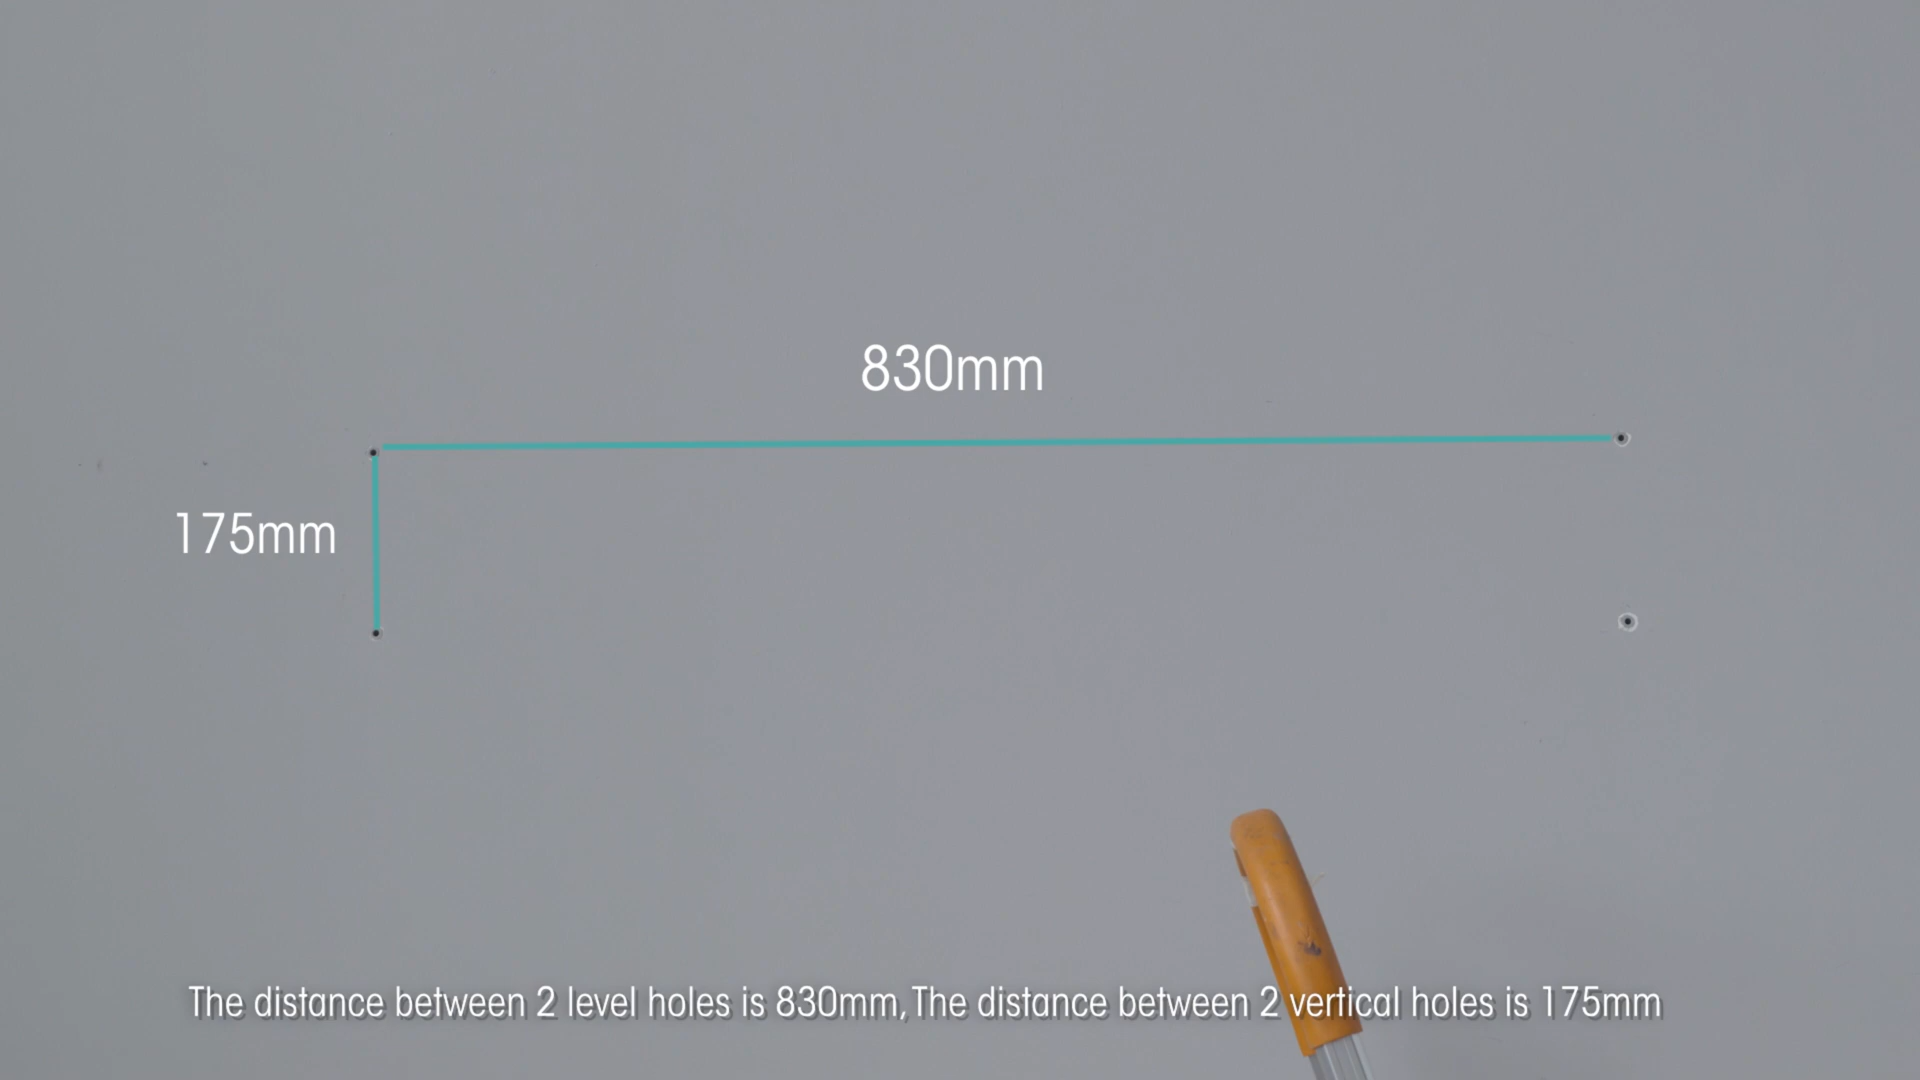 830mm
175mm
The distance between 2 level holes is 830mm,The distance between 2 vertical holes is 175mm